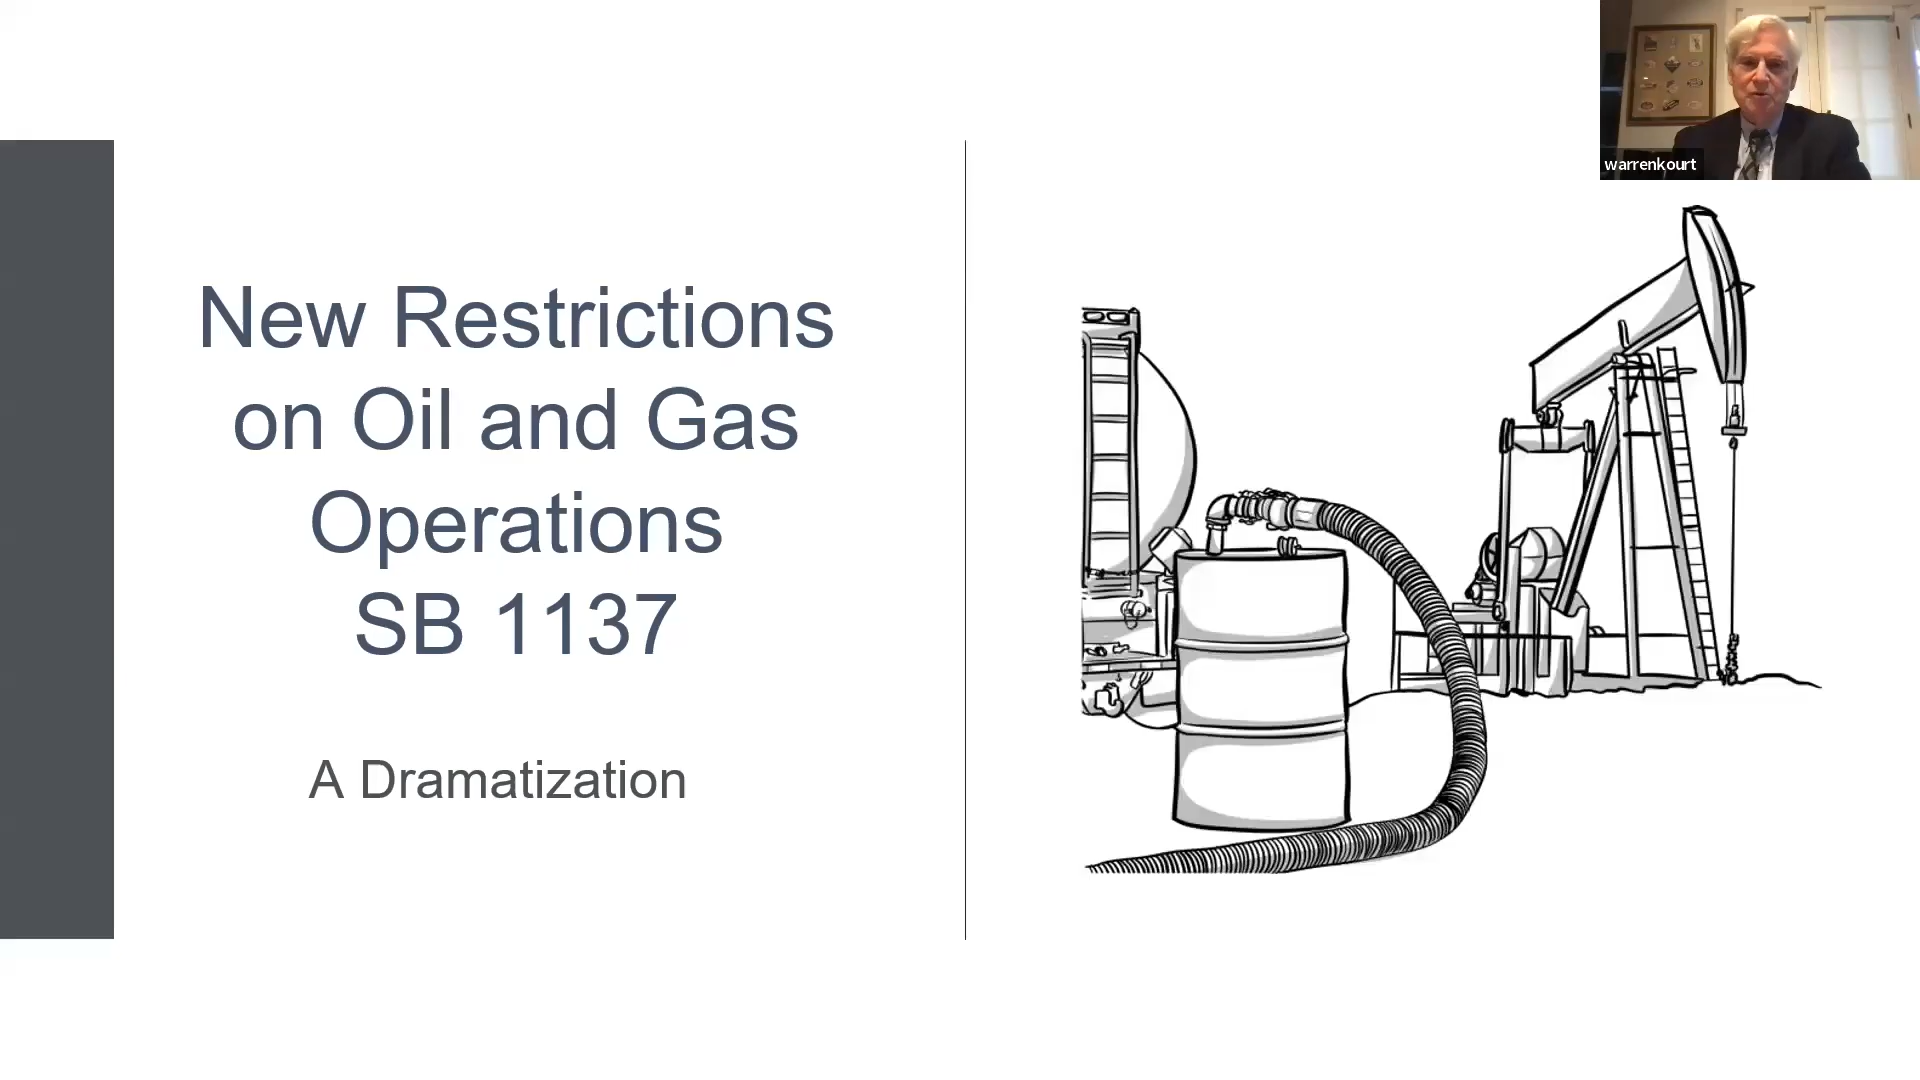 warrenkourt
New Restrictions
on Oil and Gas
Operations
SB 1137
A Dramatization